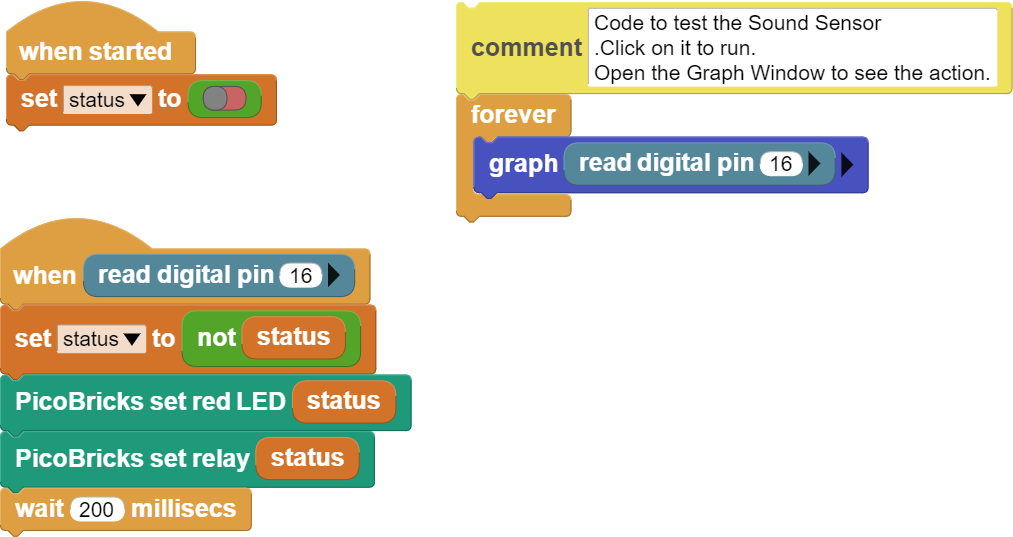 when started
set status to
when read digital pin 16
set status to not status
PicoBricks set red LED status
PicoBricks set relay status
wait 200 millisecs
comment
Code to test the Sound Sensor
.Click on it to run.
Open the Graph Window to see the action.
forever
graph read digital pin 16